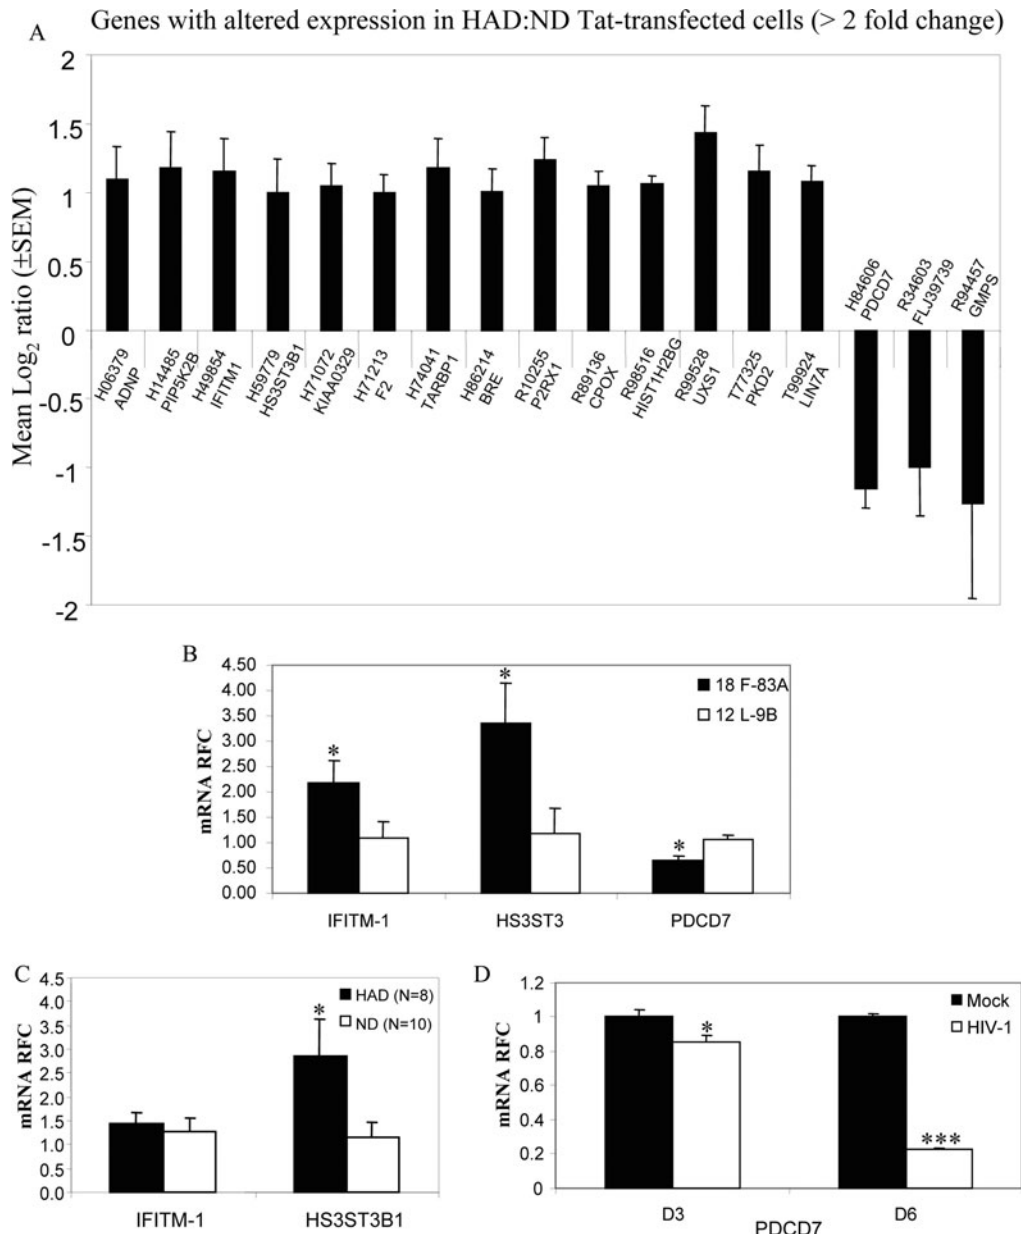 Genes with altered expression in HAD:ND Tat-transfected cells (> 2 fold change)
A
Mean Log2 ratio (±SEM)
2
1.5
1
0.5
0
-0.5
-1
-1.5
-2
H06379
ADNP
H14485
PIP5K2B
H49854
IFITM1
H59779
HS3ST3B1
H71072
KIAA0329
H71213
F2
H74041
TARBP1
H86214
BRE
R10255
P2RX1
R89136
CPOX
R98516
HIST1H2BG
R99528
UXS1
T77325
PKD2
T99924
LIN7A
H84606
PDCD7
R34603
FLJ39739
R94457
GMPS
B
mRNA RFC
4.50
4.00
3.50
3.00
2.50
2.00
1.50
1.00
0.50
0.00
*
*
*
18 F-83A
12 L-9B
IFITM-1
HS3ST3
PDCD7
C
mRNA RFC
4.5
4.0
3.5
3.0
2.5
2.0
1.5
1.0
0.5
0.0
*
HAD (N=8)
ND (N=10)
IFITM-1
HS3ST3B1
D
mRNA RFC
1.2
1
0.8
0.6
0.4
0.2
0
*
***
Mock
HIV-1
D3
D6
PDCD7